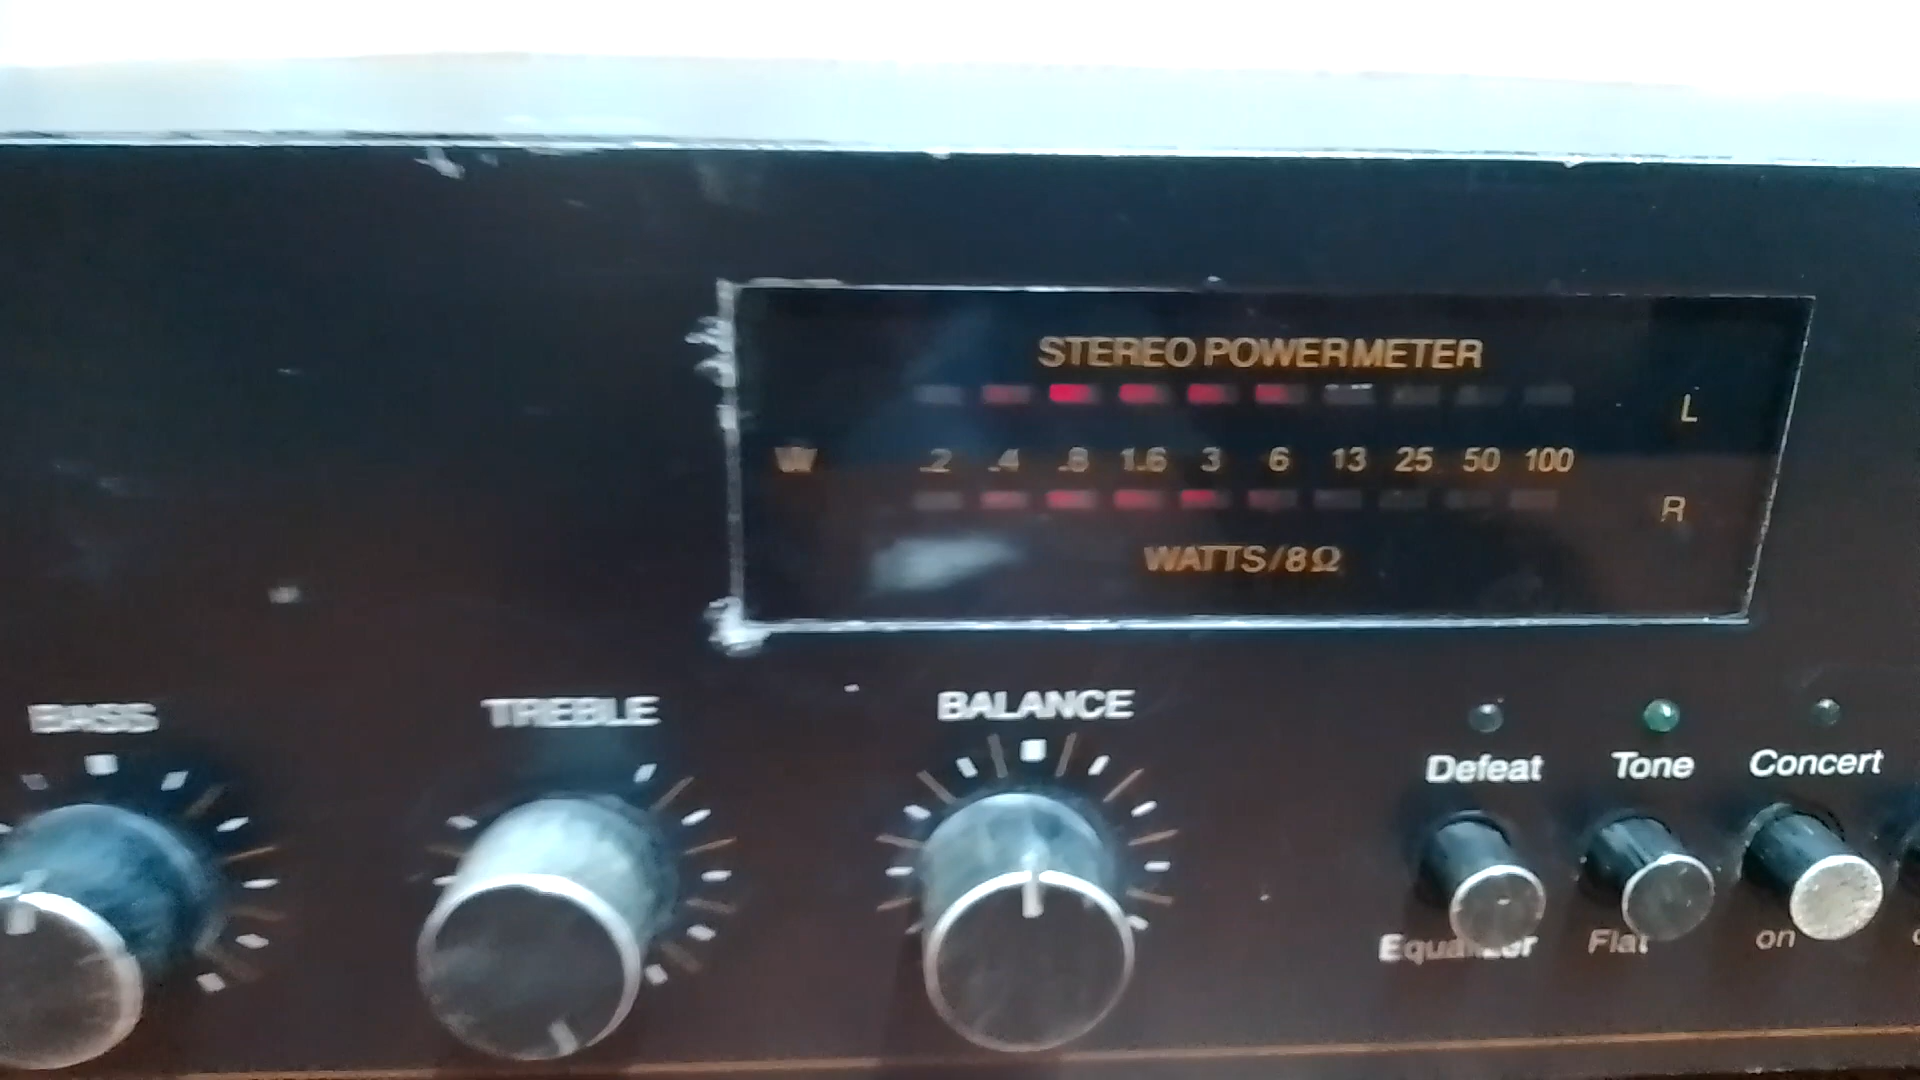 STEREO POWER METER
L
W .2 .4 .8 1.6 3 6 13 25 50 100
R
WATTS/8Ω
BASS TREBLE BALANCE
Defeat Tone Concert
Equalizer Flat on